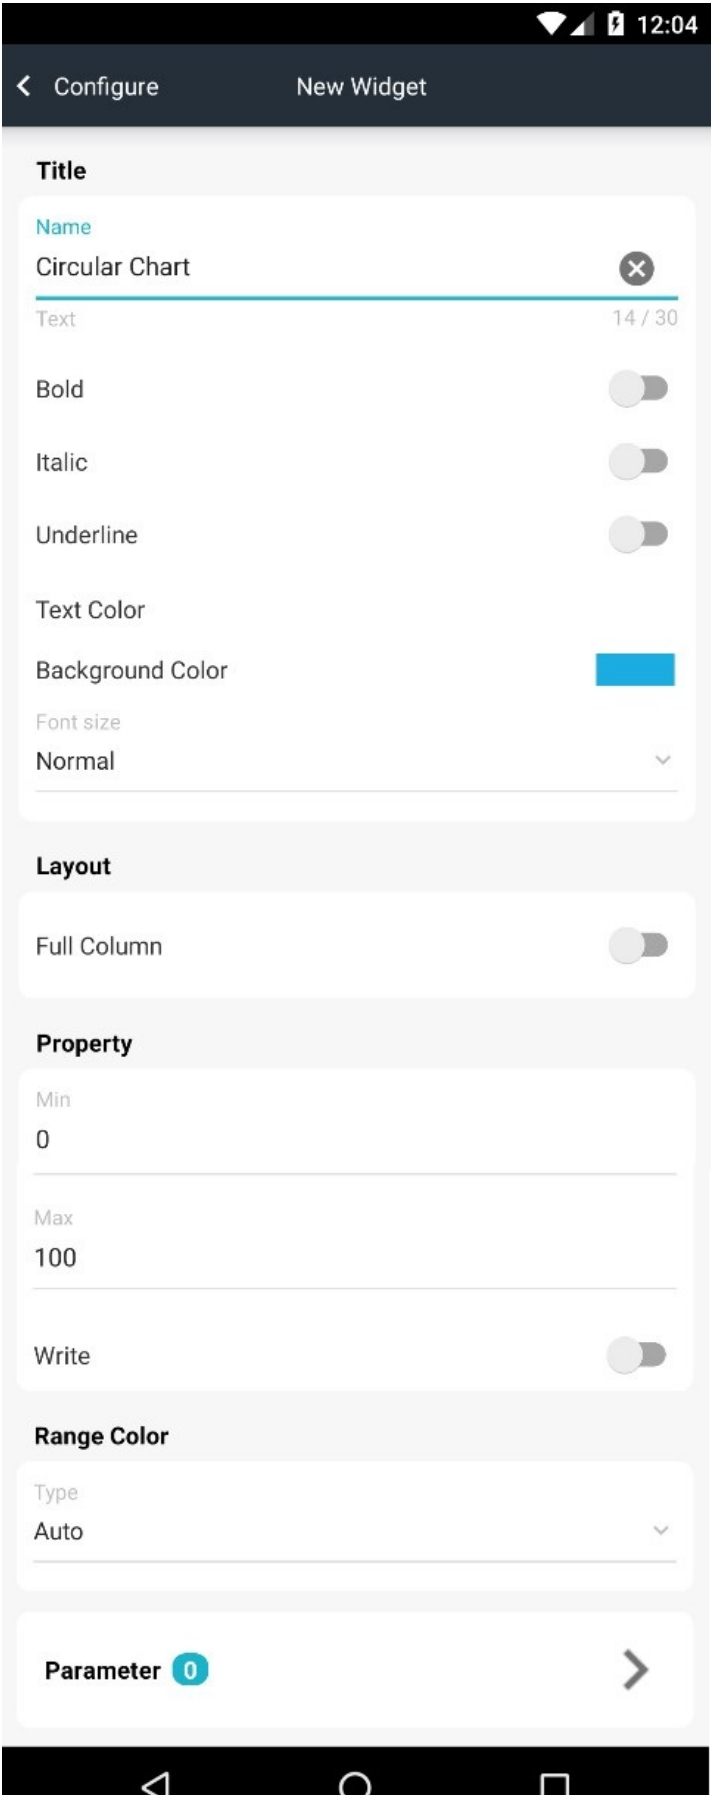 12:04
Configure New Widget
Title
Name
Circular Chart
Text 14 / 30
Bold
Italic
Underline
Text Color
Background Color
Font size
Normal
Layout
Full Column
Property
Min
0
Max
100
Write
Range Color
Type
Auto
Parameter 0